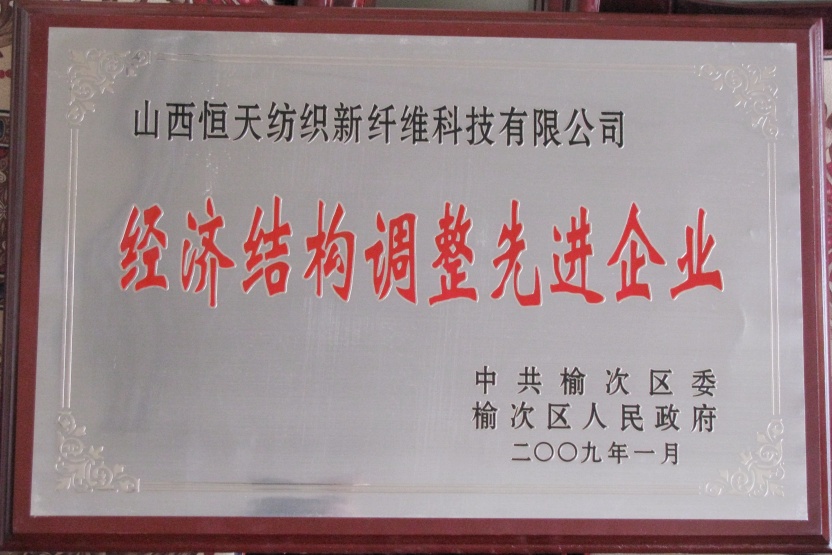 山西恒天纺织新纤维科技有限公司
经济结构调整先进企业
中共榆次区委
榆次区人民政府
二〇〇九年一月